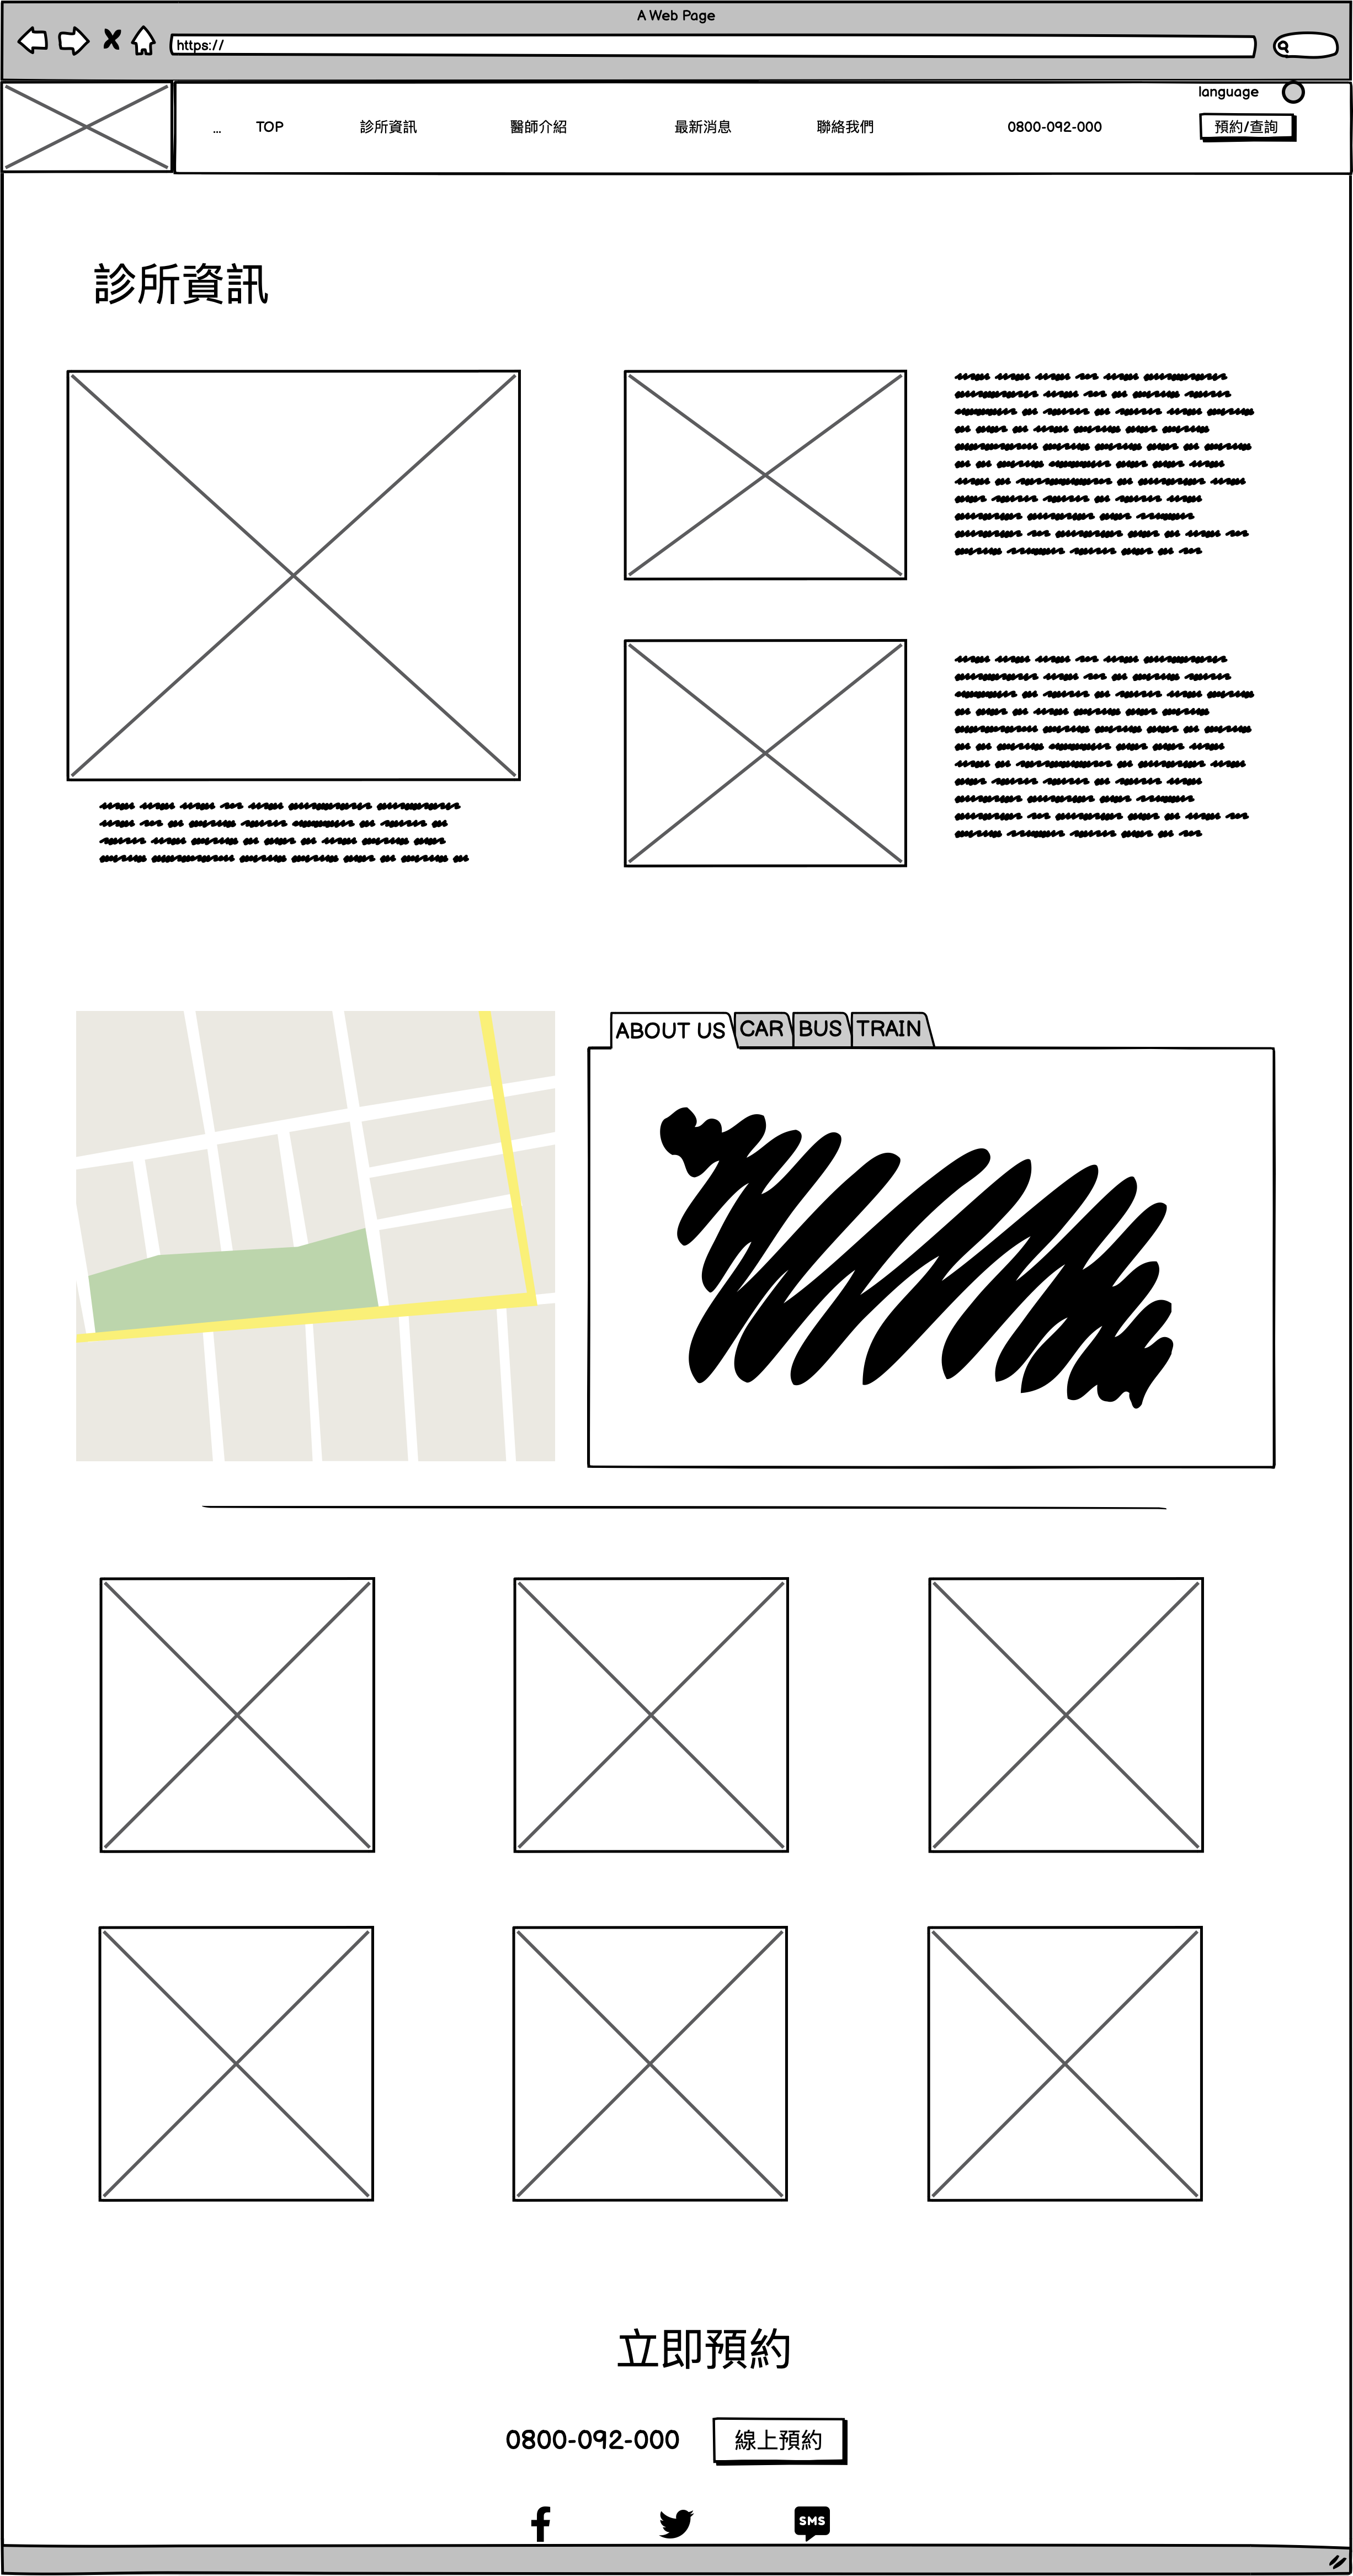 A Web Page
https://
language
... TOP 診所資訊 醫師介紹 最新消息 聯絡我們 0800-092-000 預約/查詢
診所資訊
ABOUT US CAR BUS TRAIN
立即預約
0800-092-000 線上預約
SMS